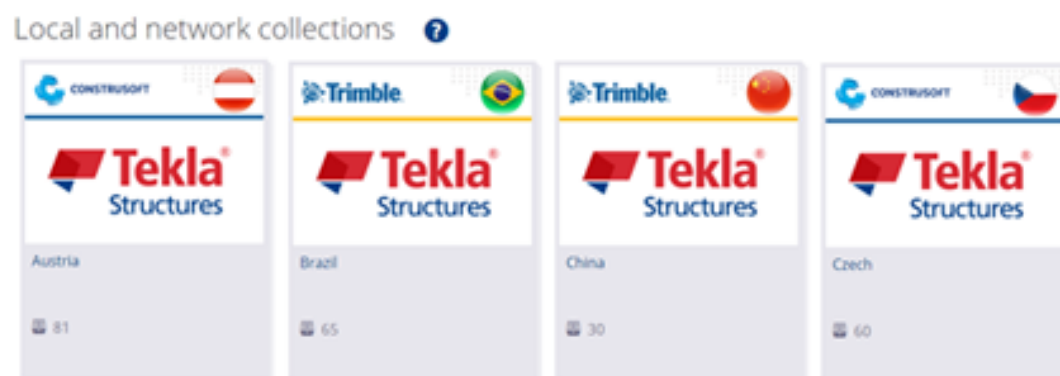 Local and network collections ?
CONSTRUSOFT
Tekla®
Structures
Austria
81
Trimble.
Tekla®
Structures
Brazil
65
Trimble.
Tekla®
Structures
China
30
CONSTRUSOFT
Tekla®
Structures
Czech
60